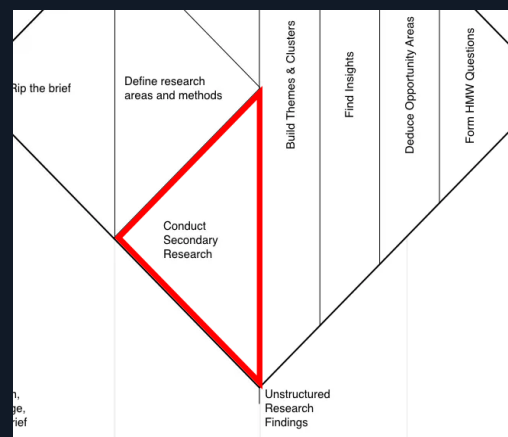 Rip the brief
Define research
areas and methods
Build Themes & Clusters
Find Insights
Deduce Opportunity Areas
Form HMW Questions
Conduct
Secondary
Research
Unstructured
Research
Findings